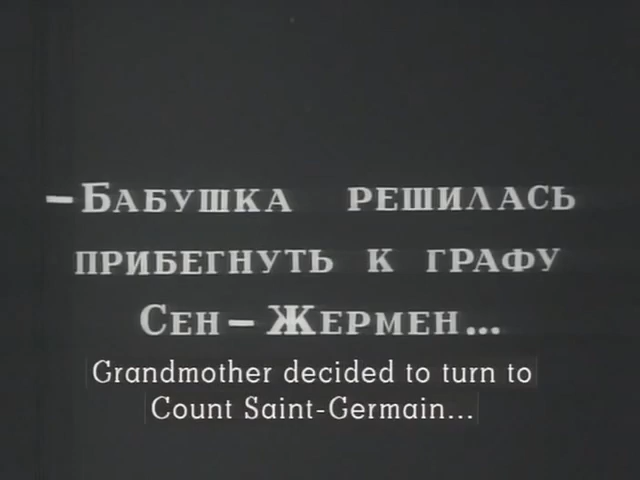 —Бабушка решилась
прибегнуть к графу
Сен—Жермен...
Grandmother decided to turn to
Count Saint-Germain...